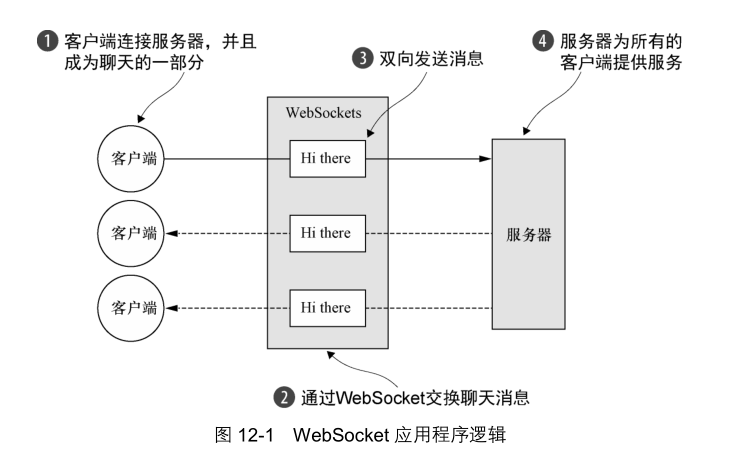 1 客户端连接服务器，并且
成为聊天的一部分
3 双向发送消息
4 服务器为所有的
客户端提供服务
WebSockets
客户端
Hi there
客户端
Hi there
服务器
客户端
Hi there
2 通过WebSocket交换聊天消息
图 12-1 WebSocket 应用程序逻辑